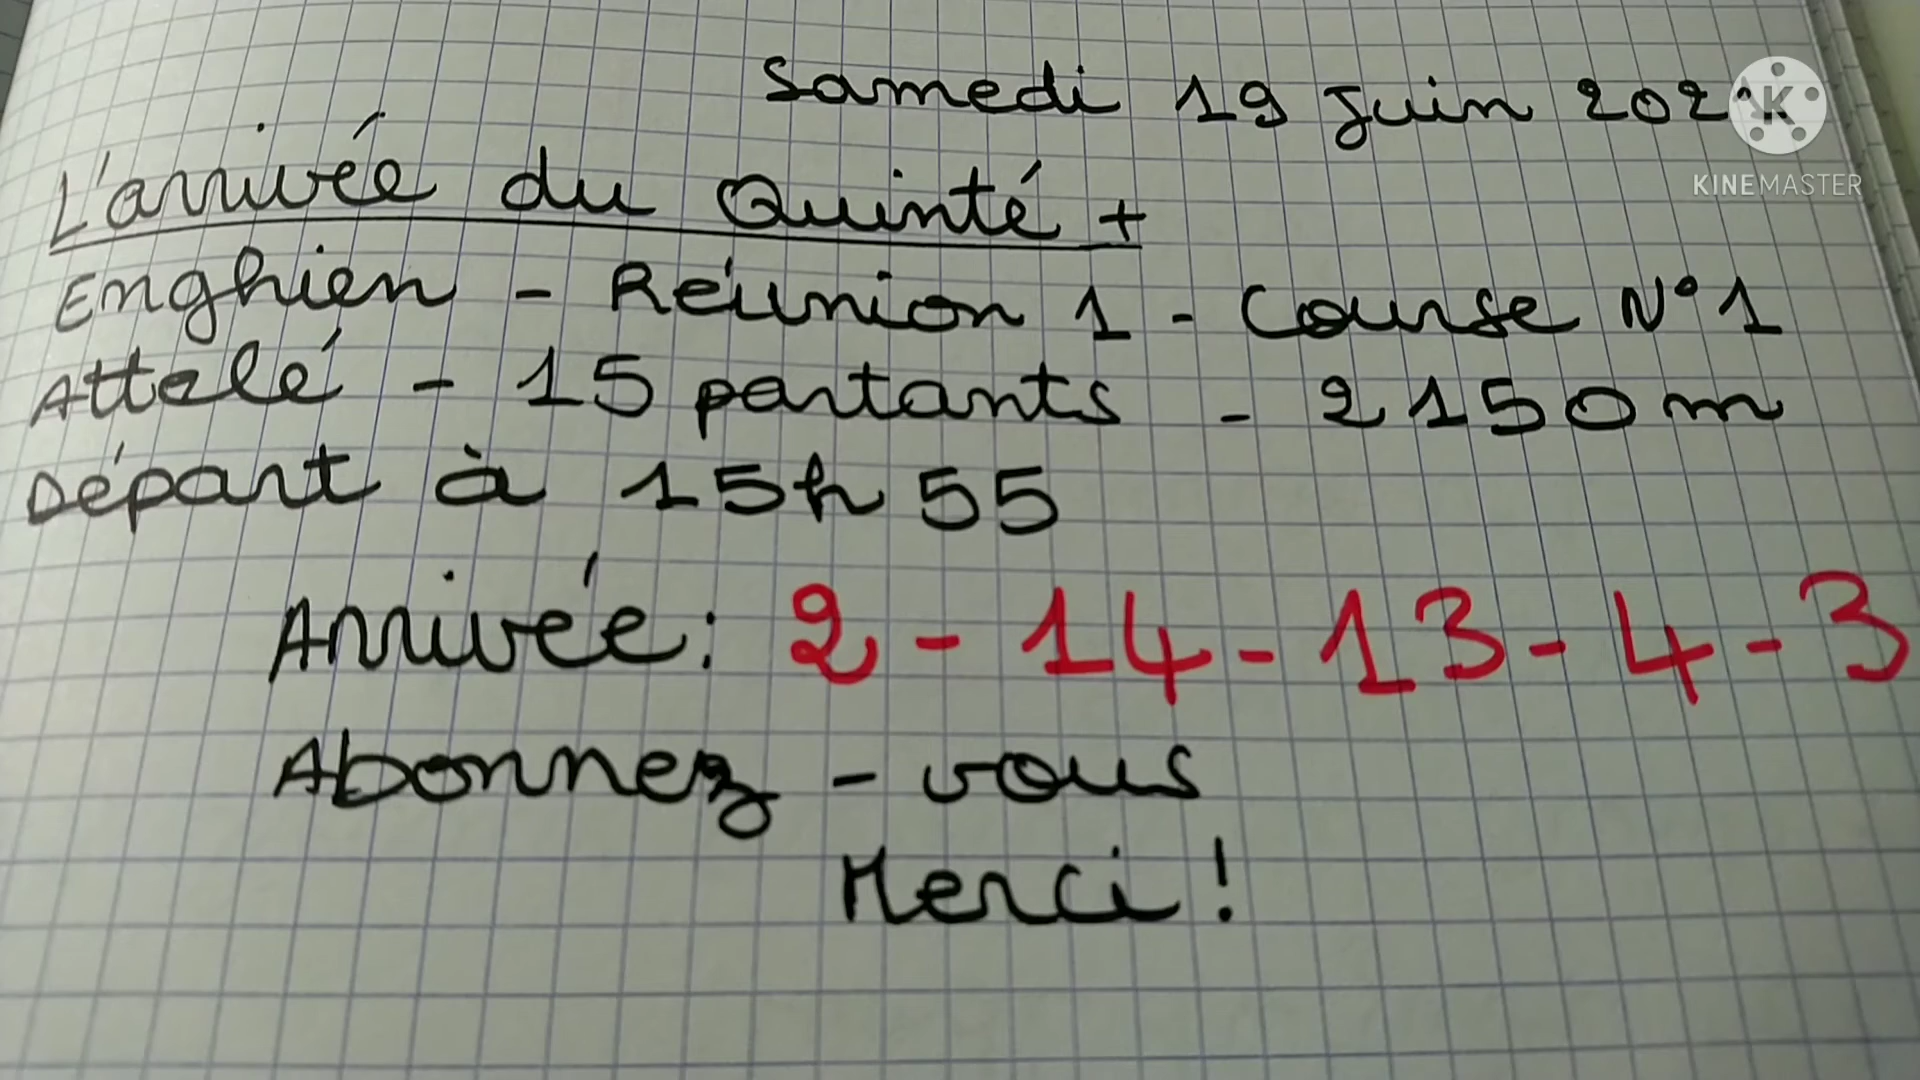 Samedi 19 Juin 202
KINEMASTER
L'arrivée du Quinté +
Enghien - Réunion 1 - Course N°1
Attelé - 15 partants - 2150m
Départ à 15h55
Arrivée: 2 - 14 - 13 - 4 - 3
Abonnez - vous
Merci !